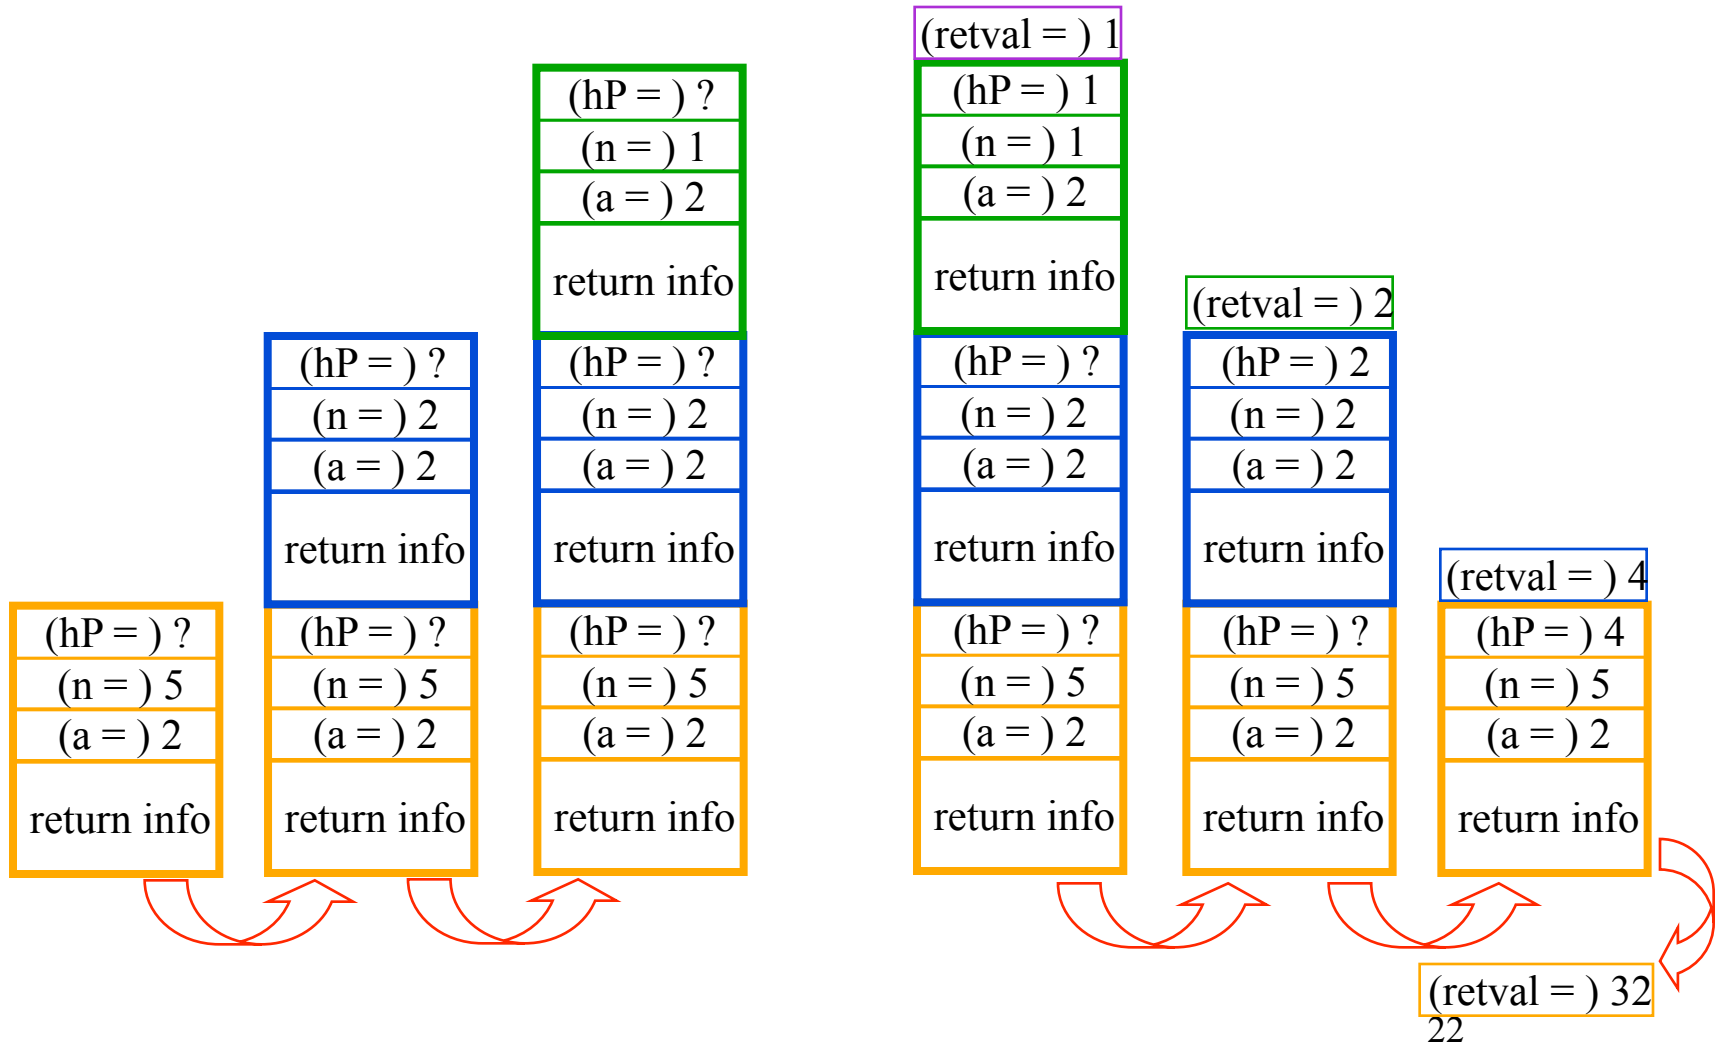 (hP = ) ?
(n = ) 5
(a = ) 2
return info
(hP = ) ?
(n = ) 2
(a = ) 2
return info
(hP = ) ?
(n = ) 5
(a = ) 2
return info
(hP = ) ?
(n = ) 1
(a = ) 2
return info
(hP = ) ?
(n = ) 2
(a = ) 2
return info
(hP = ) ?
(n = ) 5
(a = ) 2
return info
(retval = ) 1
(hP = ) 1
(n = ) 1
(a = ) 2
return info
(hP = ) ?
(n = ) 2
(a = ) 2
return info
(hP = ) ?
(n = ) 5
(a = ) 2
return info
(retval = ) 2
(hP = ) 2
(n = ) 2
(a = ) 2
return info
(hP = ) ?
(n = ) 5
(a = ) 2
return info
(retval = ) 4
(hP = ) 4
(n = ) 5
(a = ) 2
return info
(retval = ) 32
22